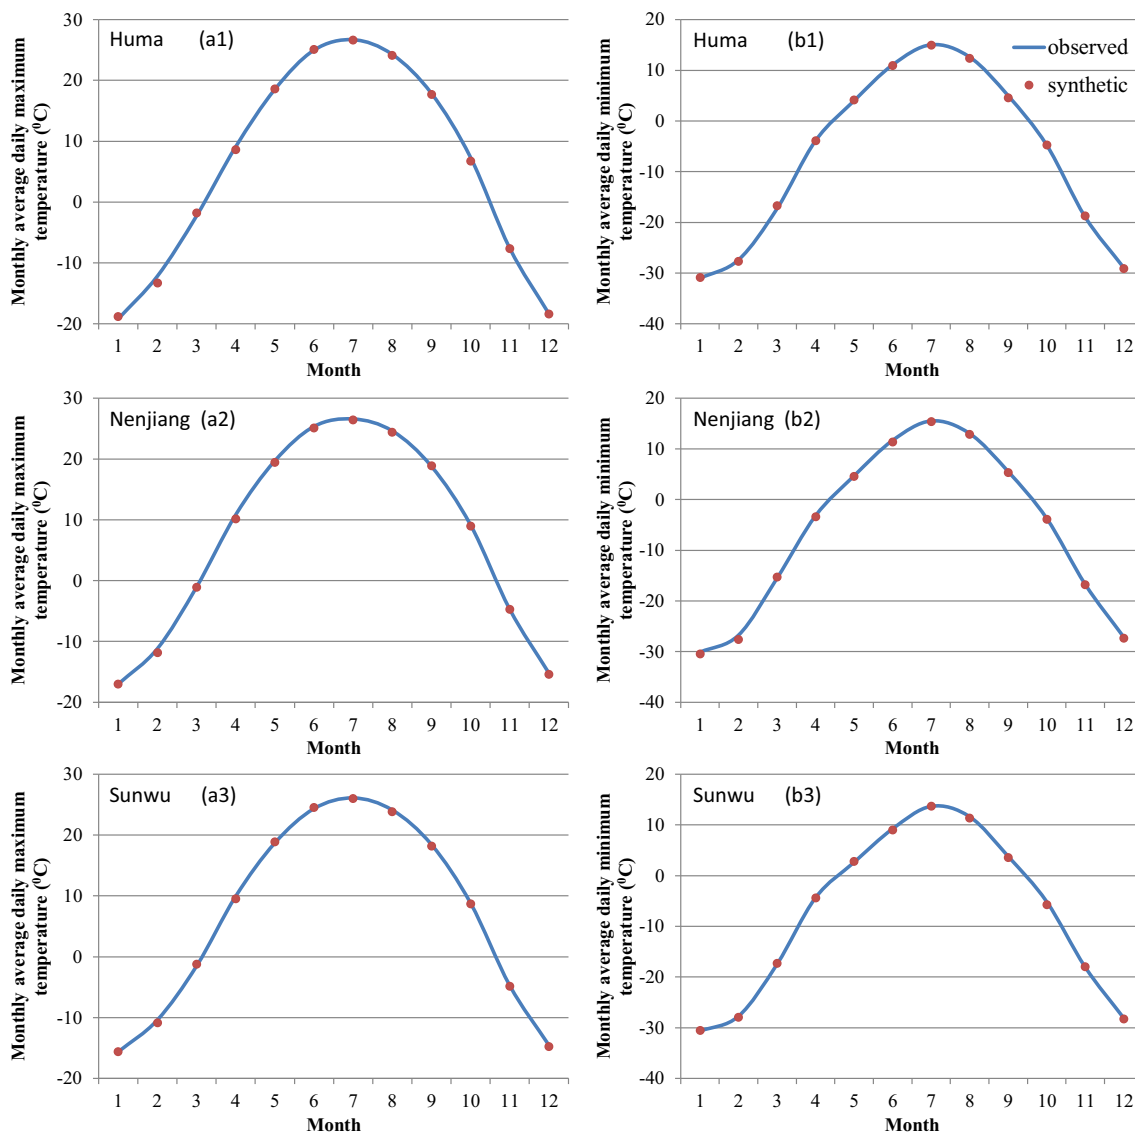 Huma (a1)
Monthly average daily maximum
temperature (⁰C)
30
20
10
0
-10
-20
1 2 3 4 5 6 7 8 9 10 11 12
Month
Huma (b1)
observed
synthetic
Monthly average daily minimum
temperature (⁰C)
20
10
0
-10
-20
-30
-40
1 2 3 4 5 6 7 8 9 10 11 12
Month
Nenjiang (a2)
Monthly average daily maximum
temperature (⁰C)
30
20
10
0
-10
-20
1 2 3 4 5 6 7 8 9 10 11 12
Month
Nenjiang (b2)
Monthly average daily minimum
temperature (⁰C)
20
10
0
-10
-20
-30
-40
1 2 3 4 5 6 7 8 9 10 11 12
Month
Sunwu (a3)
Monthly average daily maximum
temperature (⁰C)
30
20
10
0
-10
-20
1 2 3 4 5 6 7 8 9 10 11 12
Month
Sunwu (b3)
Monthly average daily minimum
temperature (⁰C)
20
10
0
-10
-20
-30
-40
1 2 3 4 5 6 7 8 9 10 11 12
Month